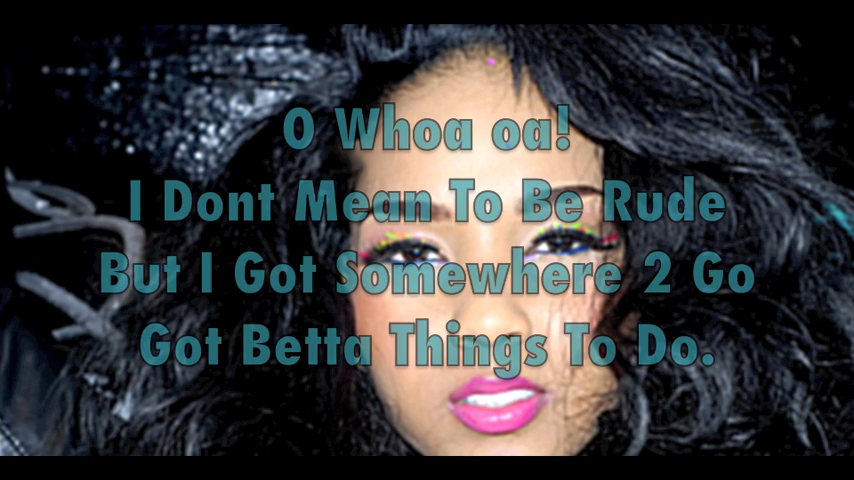 O Whoa oa!
I Dont Mean To Be Rude
But I Got Somewhere 2 Go
Got Betta Things To Do.